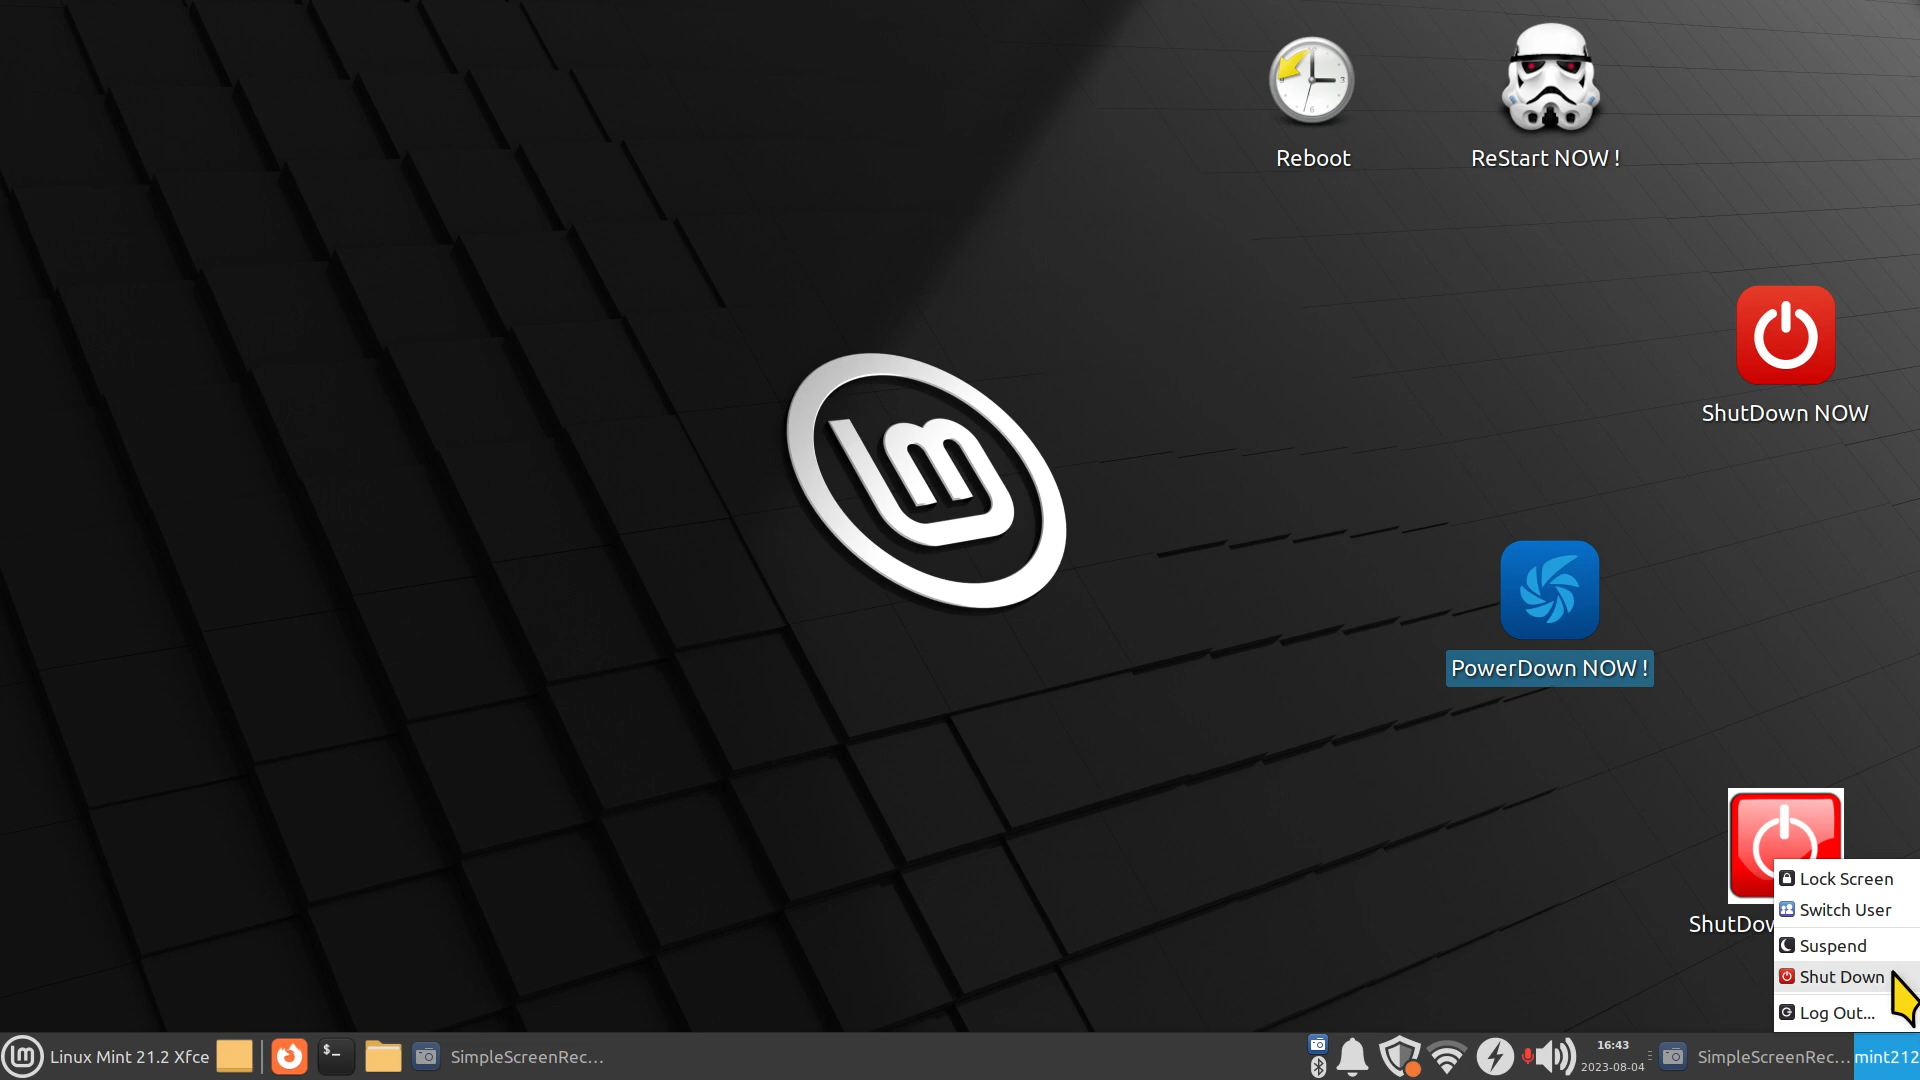 Reboot
ReStart NOW !
ShutDown NOW
PowerDown NOW !
Lock Screen
Switch User
Suspend
Shut Down
Log Out...
Linux Mint 21.2 Xfce
$_
SimpleScreenRec...
16:43
2023-08-04
SimpleScreenRec...
mint212